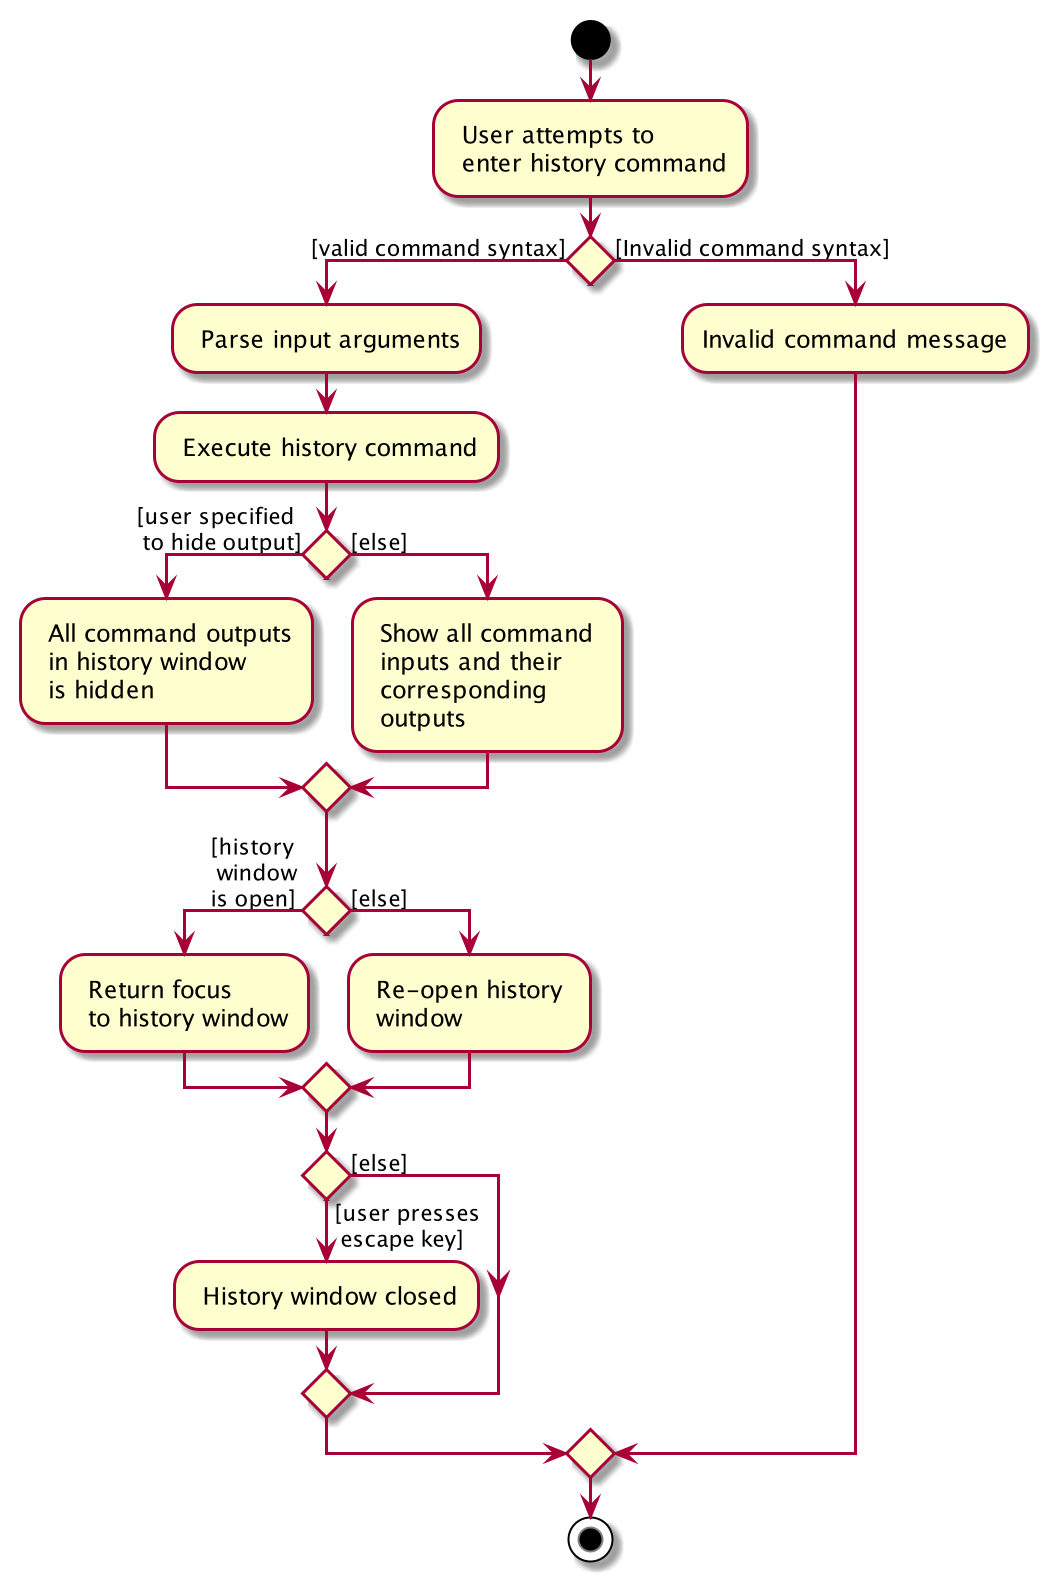 User attempts to
enter history command
[valid command syntax]
[Invalid command syntax]
Parse input arguments
Invalid command message
Execute history command
[user specified
to hide output]
[else]
All command outputs
in history window
is hidden
Show all command
inputs and their
corresponding
outputs
[history
window
is open]
[else]
Return focus
to history window
Re-open history
window
[else]
[user presses
escape key]
History window closed